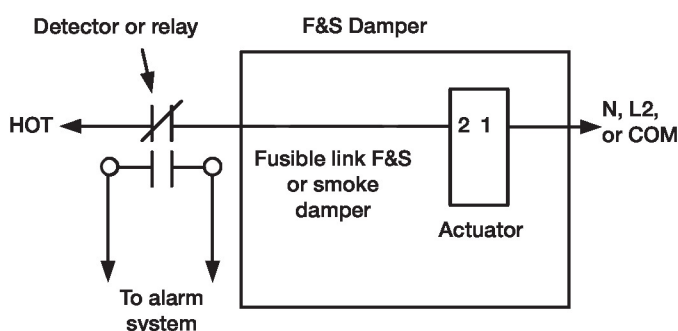 Detector or relay
F&S Damper
HOT
2 1
N, L2,
or COM
Fusible link F&S
or smoke
damper
Actuator
To alarm
system